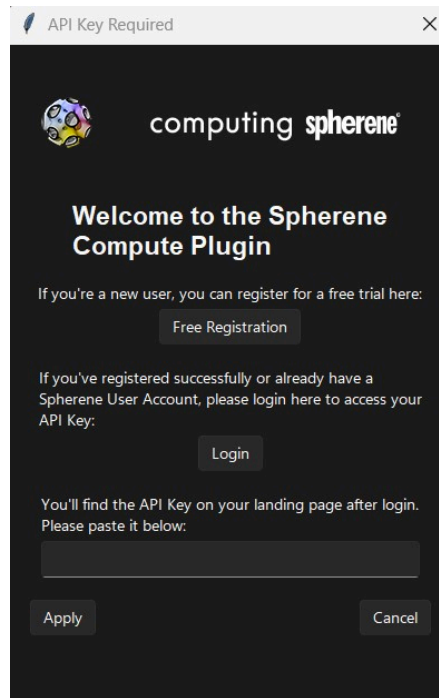 API Key Required
computing spherene®
Welcome to the Spherene
Compute Plugin
If you're a new user, you can register for a free trial here:
Free Registration
If you've registered successfully or already have a
Spherene User Account, please login here to access your
API Key:
Login
You'll find the API Key on your landing page after login.
Please paste it below:
Apply
Cancel